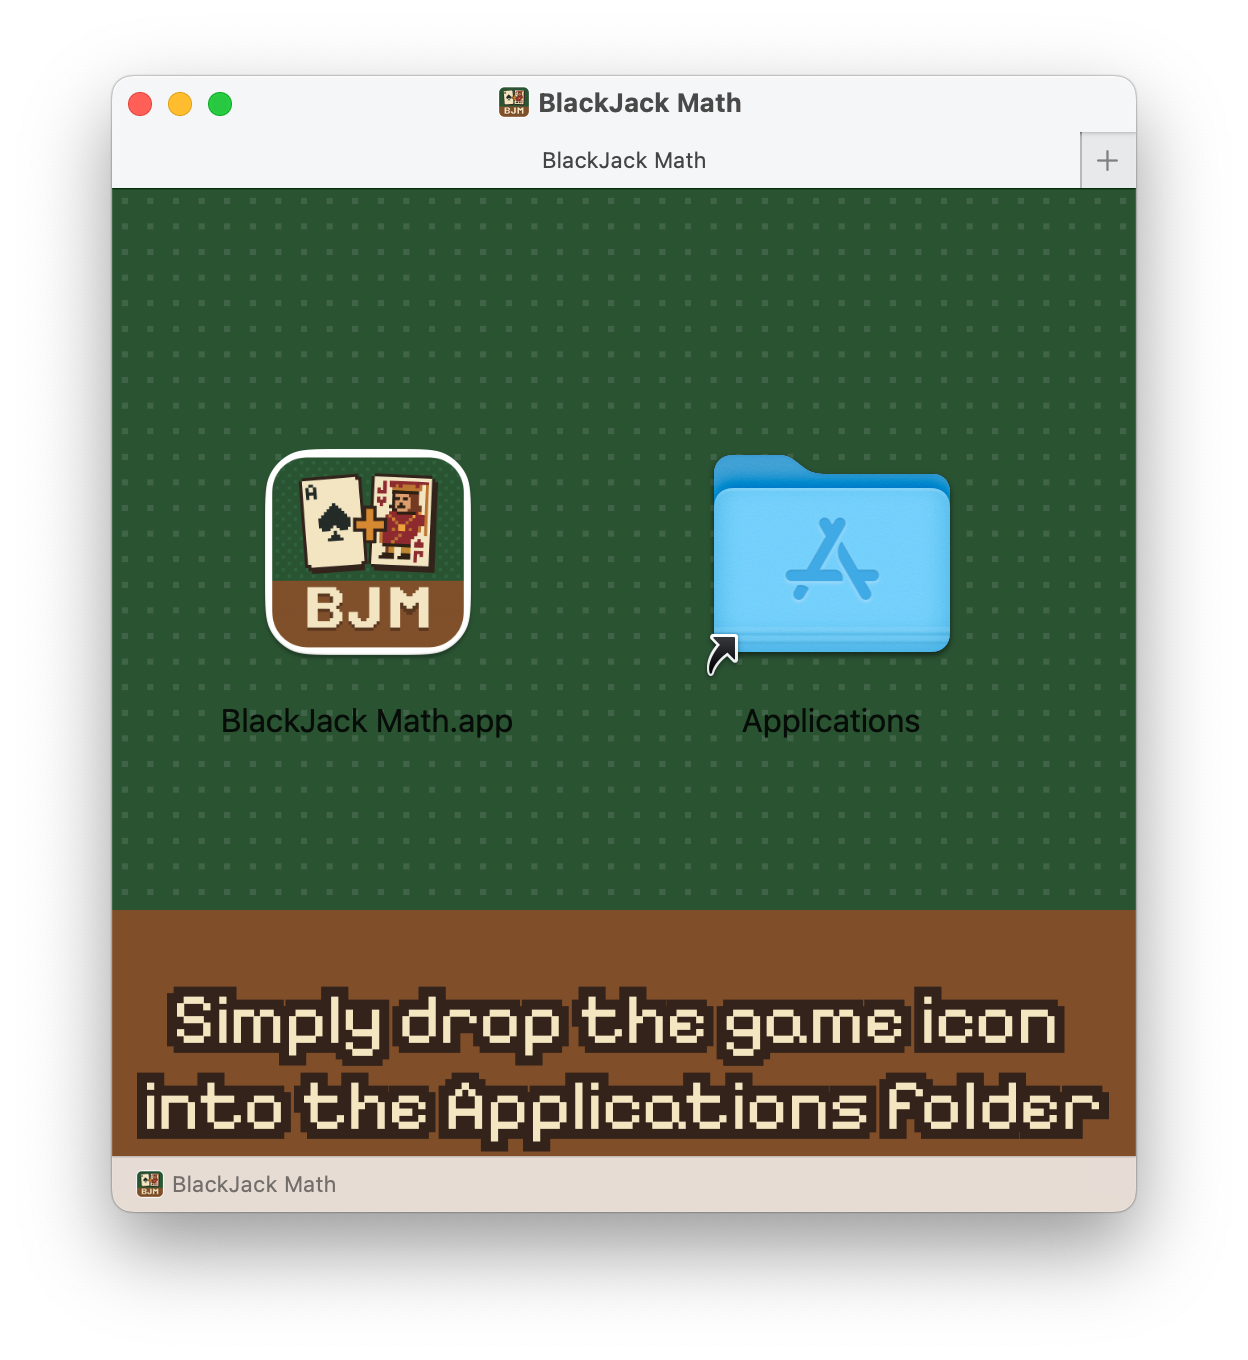 BlackJack Math
BlackJack Math
A
J
J
BJM
BlackJack Math.app
Applications
Simply drop the game icon
into the Applications folder
BlackJack Math